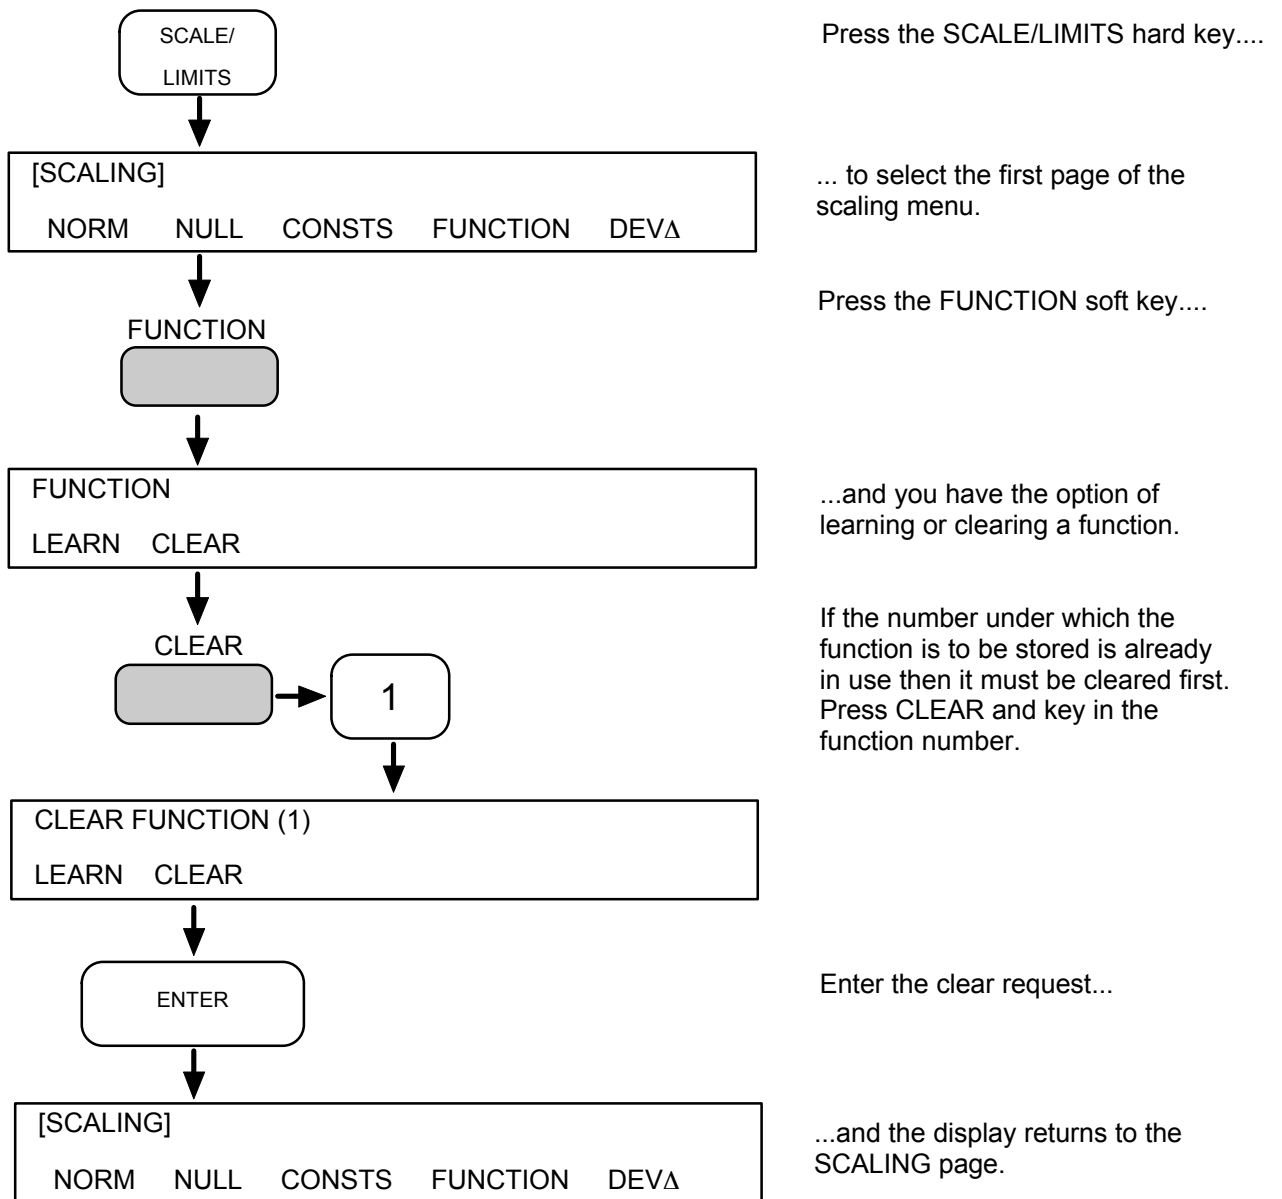 SCALE/
LIMITS
Press the SCALE/LIMITS hard key....
[SCALING]
NORM NULL CONSTS FUNCTION DEV∆
... to select the first page of the
scaling menu.
Press the FUNCTION soft key....
FUNCTION
FUNCTION
LEARN CLEAR
...and you have the option of
learning or clearing a function.
CLEAR
1
If the number under which the
function is to be stored is already
in use then it must be cleared first.
Press CLEAR and key in the
function number.
CLEAR FUNCTION (1)
LEARN CLEAR
ENTER
Enter the clear request...
[SCALING]
NORM NULL CONSTS FUNCTION DEV∆
...and the display returns to the
SCALING page.